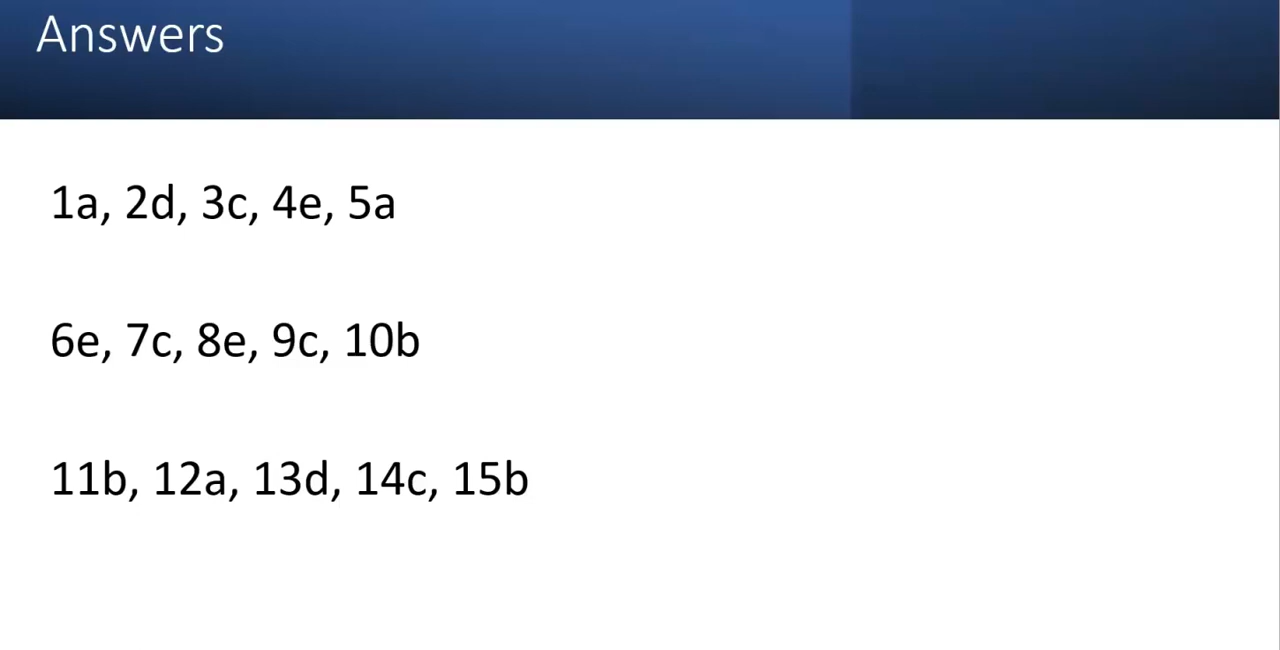 Answers
1a, 2d, 3c, 4e, 5a
6e, 7c, 8e, 9c, 10b
11b, 12a, 13d, 14c, 15b